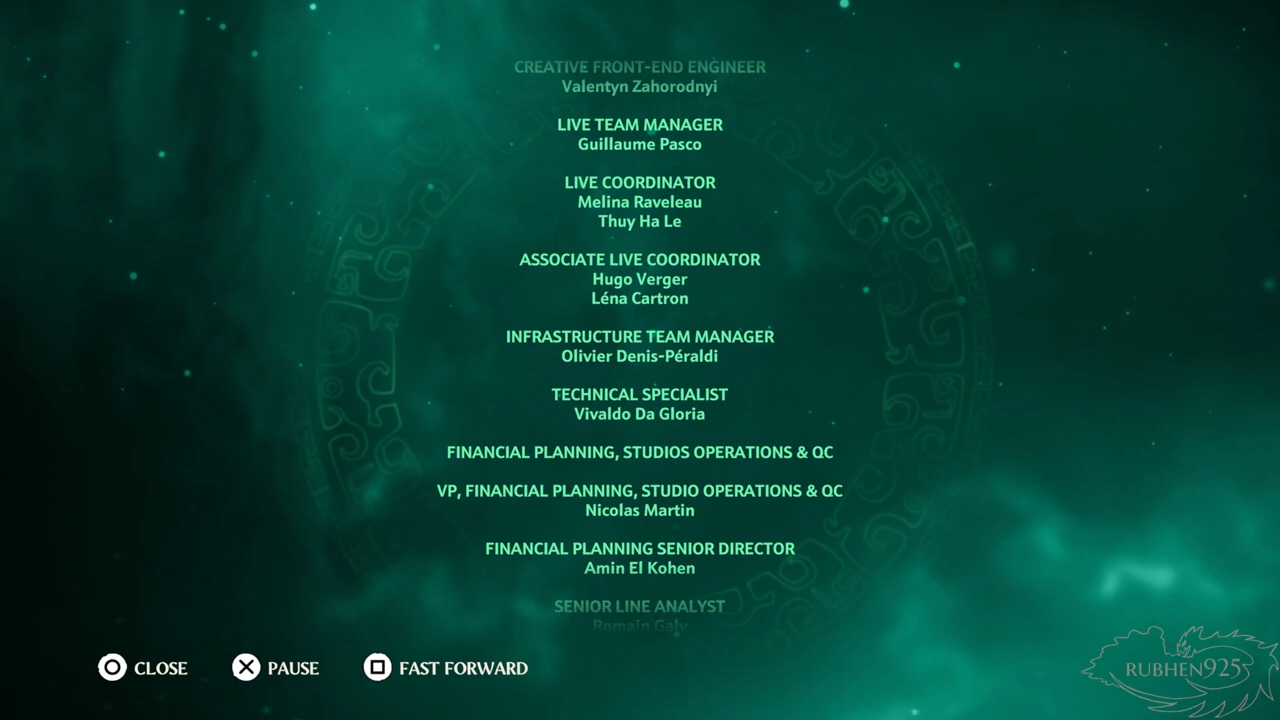 CREATIVE FRONT-END ENGINEER
Valentyn Zahorodnyi
LIVE TEAM MANAGER
Guillaume Pasco
LIVE COORDINATOR
Melina Raveleau
Thuy Ha Le
ASSOCIATE LIVE COORDINATOR
Hugo Verger
Léna Cartron
INFRASTRUCTURE TEAM MANAGER
Olivier Denis-Péraldi
TECHNICAL SPECIALIST
Vivaldo Da Gloria
FINANCIAL PLANNING, STUDIOS OPERATIONS & QC
VP, FINANCIAL PLANNING, STUDIO OPERATIONS & QC
Nicolas Martin
FINANCIAL PLANNING SENIOR DIRECTOR
Amin El Kohen
SENIOR LINE ANALYST
Romain Galy
CLOSE PAUSE FAST FORWARD
RUBHEN925